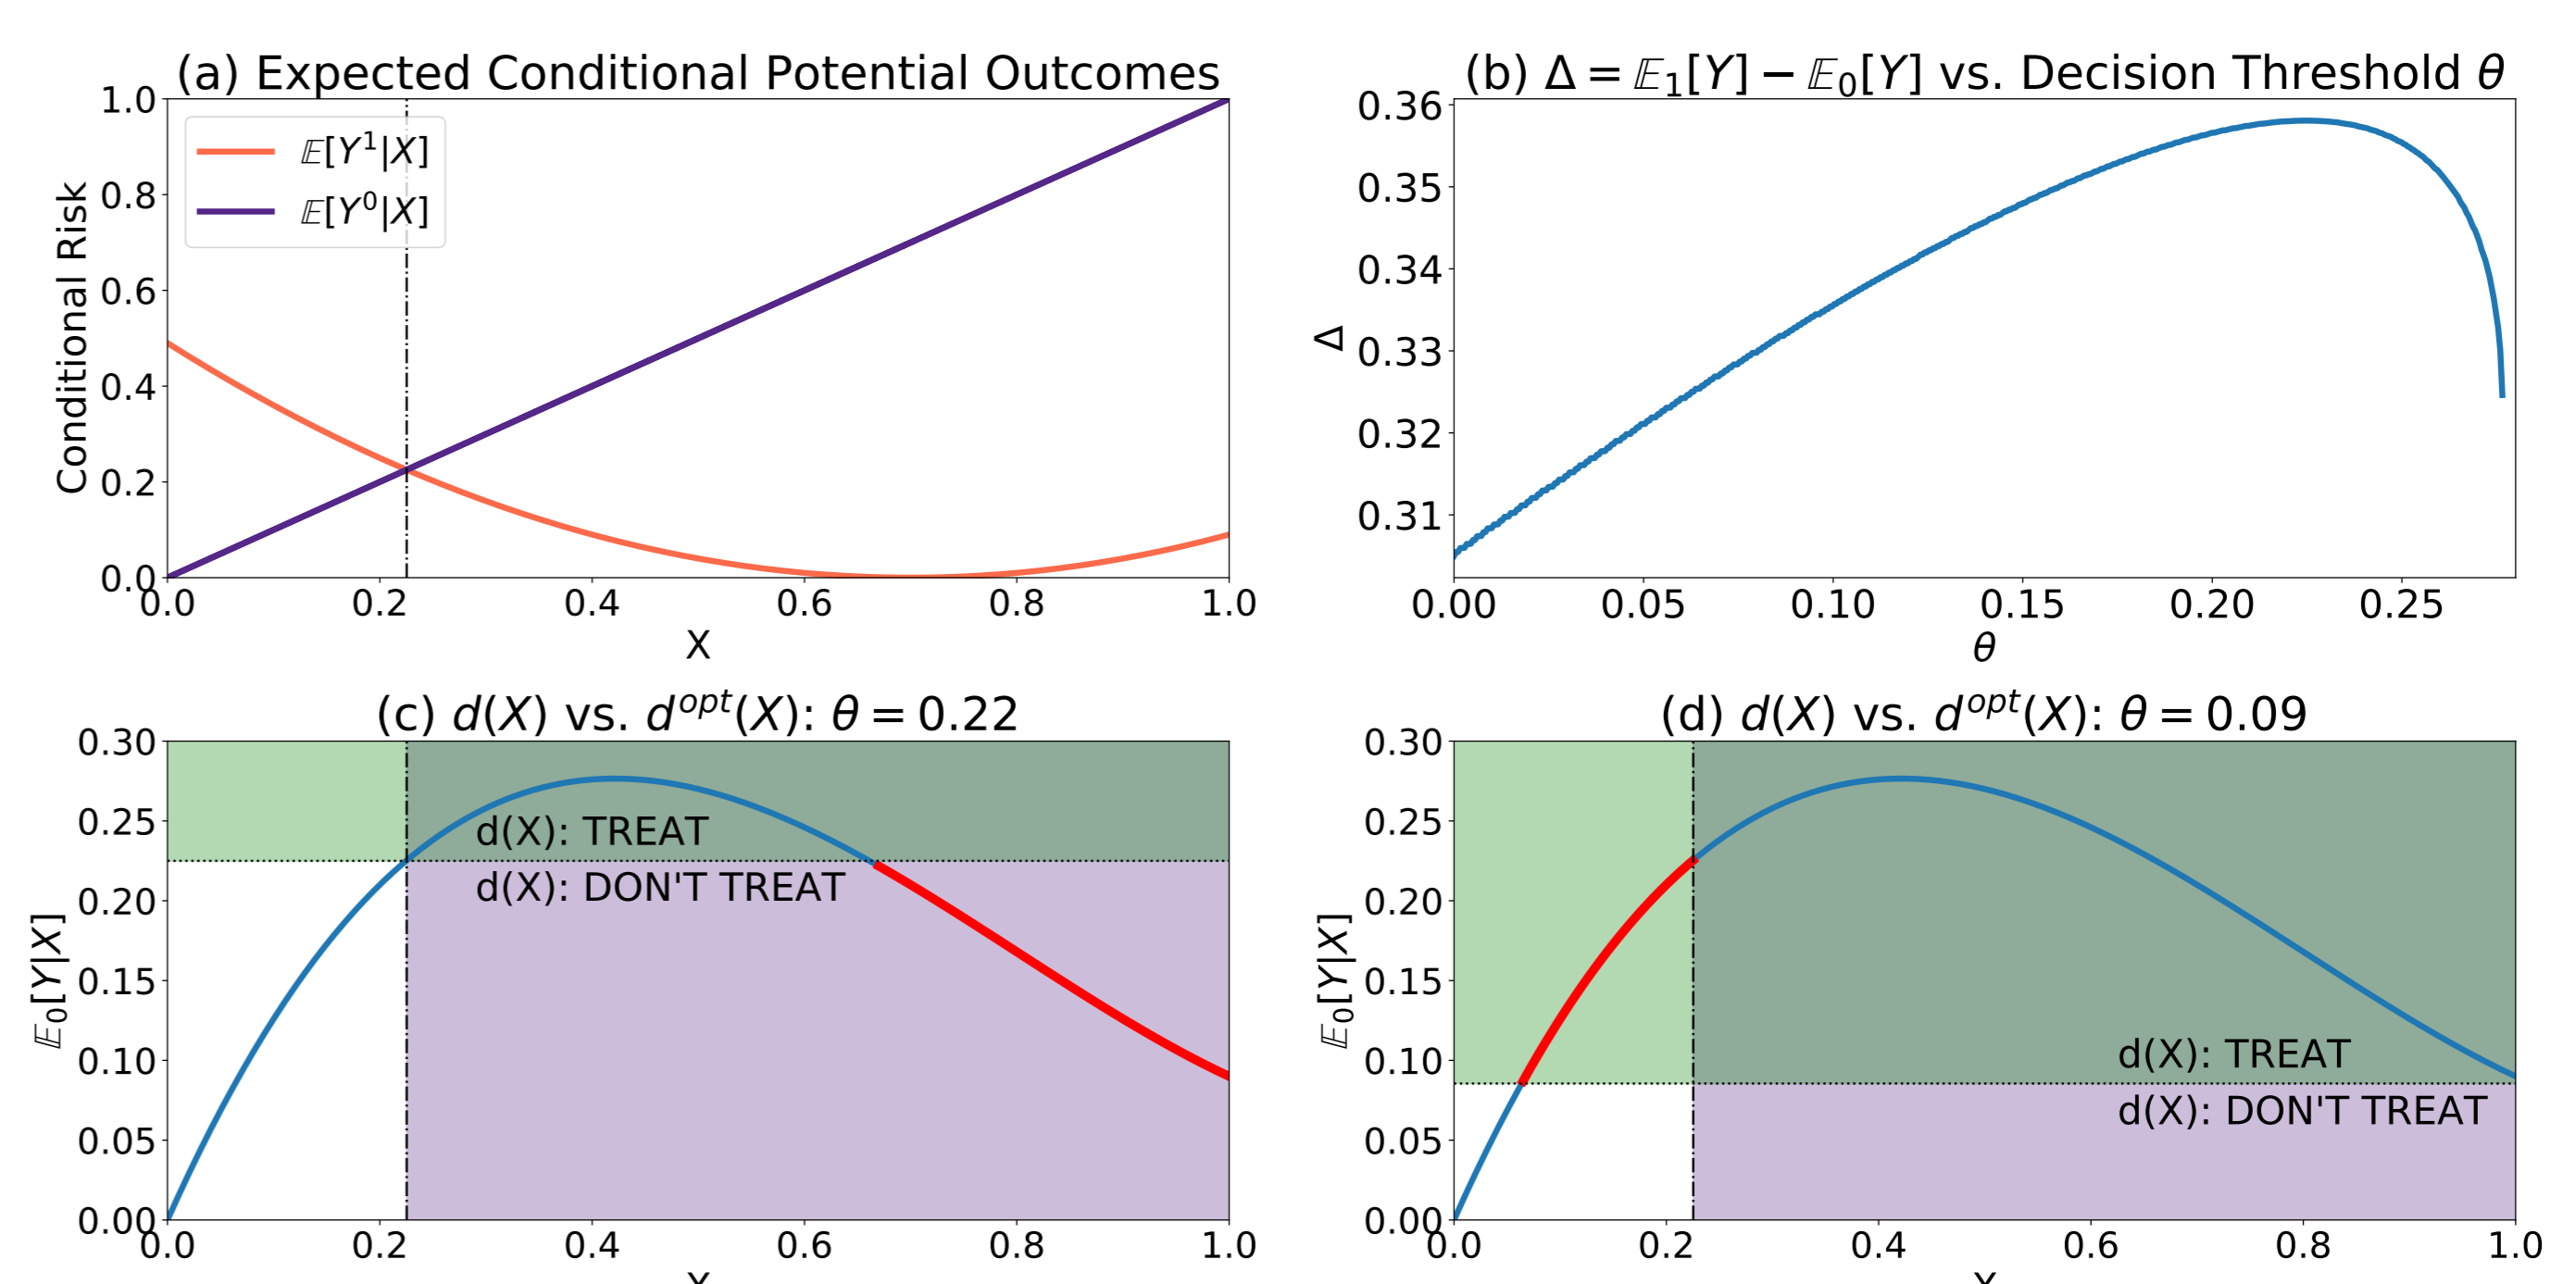 (a) Expected Conditional Potential Outcomes
1.0
0.8
0.6
0.4
0.2
0.0
Conditional Risk
𝔼[Y¹|X]
𝔼[Y⁰|X]
0.0 0.2 0.4 0.6 0.8 1.0
X
(b) Δ = 𝔼₁[Y] − 𝔼₀[Y] vs. Decision Threshold θ
0.36
0.35
0.34
0.33
0.32
0.31
Δ
0.00 0.05 0.10 0.15 0.20 0.25
θ
(c) d(X) vs. dᵒᵖᵗ(X): θ = 0.22
0.30
0.25
0.20
0.15
0.10
0.05
0.00
𝔼₀[Y|X]
d(X): TREAT
d(X): DON'T TREAT
0.0 0.2 0.4 0.6 0.8 1.0
(d) d(X) vs. dᵒᵖᵗ(X): θ = 0.09
0.30
0.25
0.20
0.15
0.10
0.05
0.00
𝔼₀[Y|X]
d(X): TREAT
d(X): DON'T TREAT
0.0 0.2 0.4 0.6 0.8 1.0